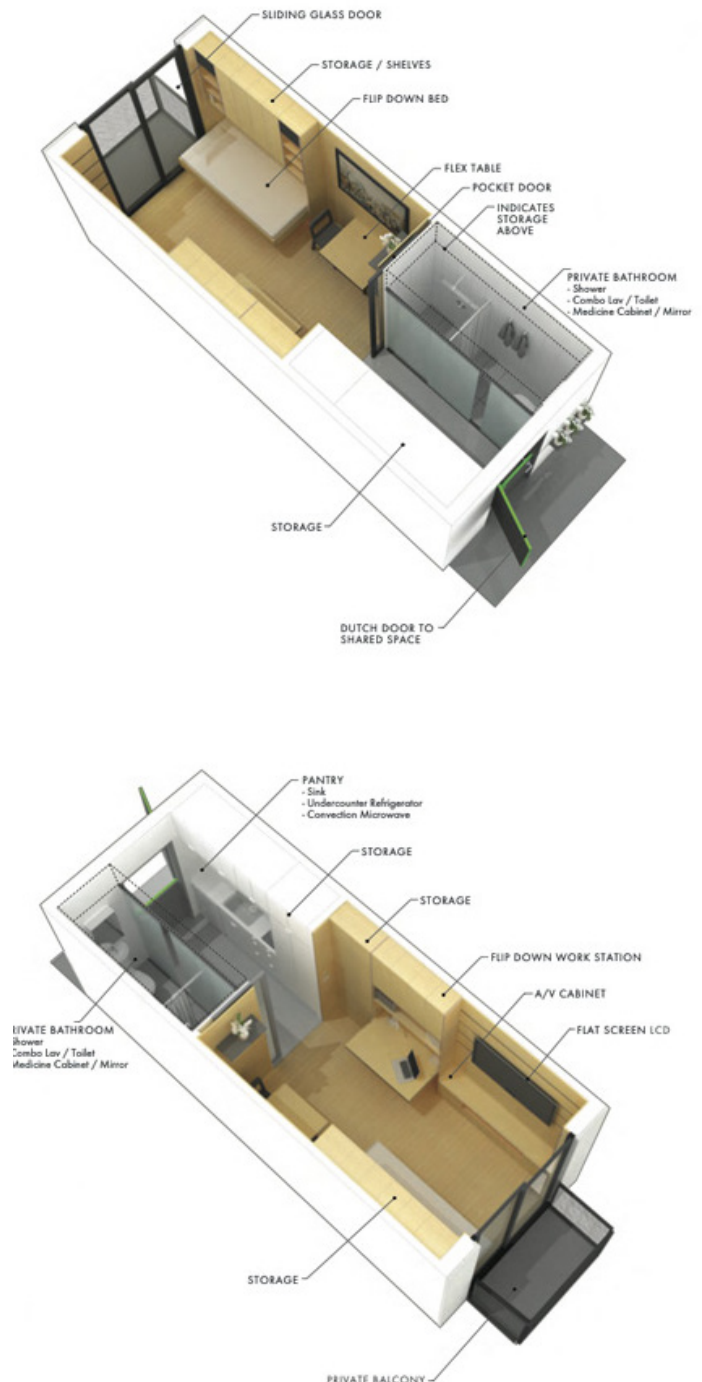 SLIDING GLASS DOOR
STORAGE / SHELVES
FLIP DOWN BED
FLEX TABLE
POCKET DOOR
INDICATES
STORAGE
ABOVE
PRIVATE BATHROOM
- Shower
- Combo Lav / Toilet
- Medicine Cabinet / Mirror
STORAGE
DUTCH DOOR TO
SHARED SPACE
PANTRY
- Sink
- Undercounter Refrigerator
- Convection Microwave
STORAGE
STORAGE
FLIP DOWN WORK STATION
A/V CABINET
FLAT SCREEN LCD
RIVATE BATHROOM
Shower
Combo Lav / Toilet
Medicine Cabinet / Mirror
STORAGE
PRIVATE BALCONY